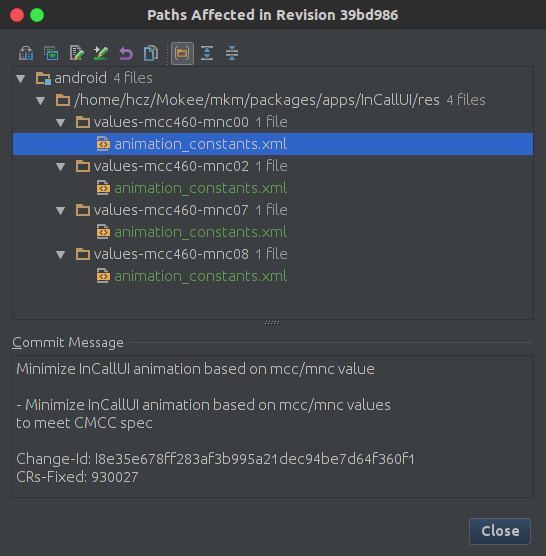 Paths Affected in Revision 39bd986
android 4 files
/home/hcz/Mokee/mkm/packages/apps/InCallUI/res 4 files
values-mcc460-mnc00 1 file
animation_constants.xml
values-mcc460-mnc02 1 file
animation_constants.xml
values-mcc460-mnc07 1 file
animation_constants.xml
values-mcc460-mnc08 1 file
animation_constants.xml
Commit Message
Minimize InCallUI animation based on mcc/mnc value
- Minimize InCallUI animation based on mcc/mnc values
to meet CMCC spec
Change-Id: I8e35e678ff283af3b995a21dec94be7d64f360f1
CRs-Fixed: 930027
Close